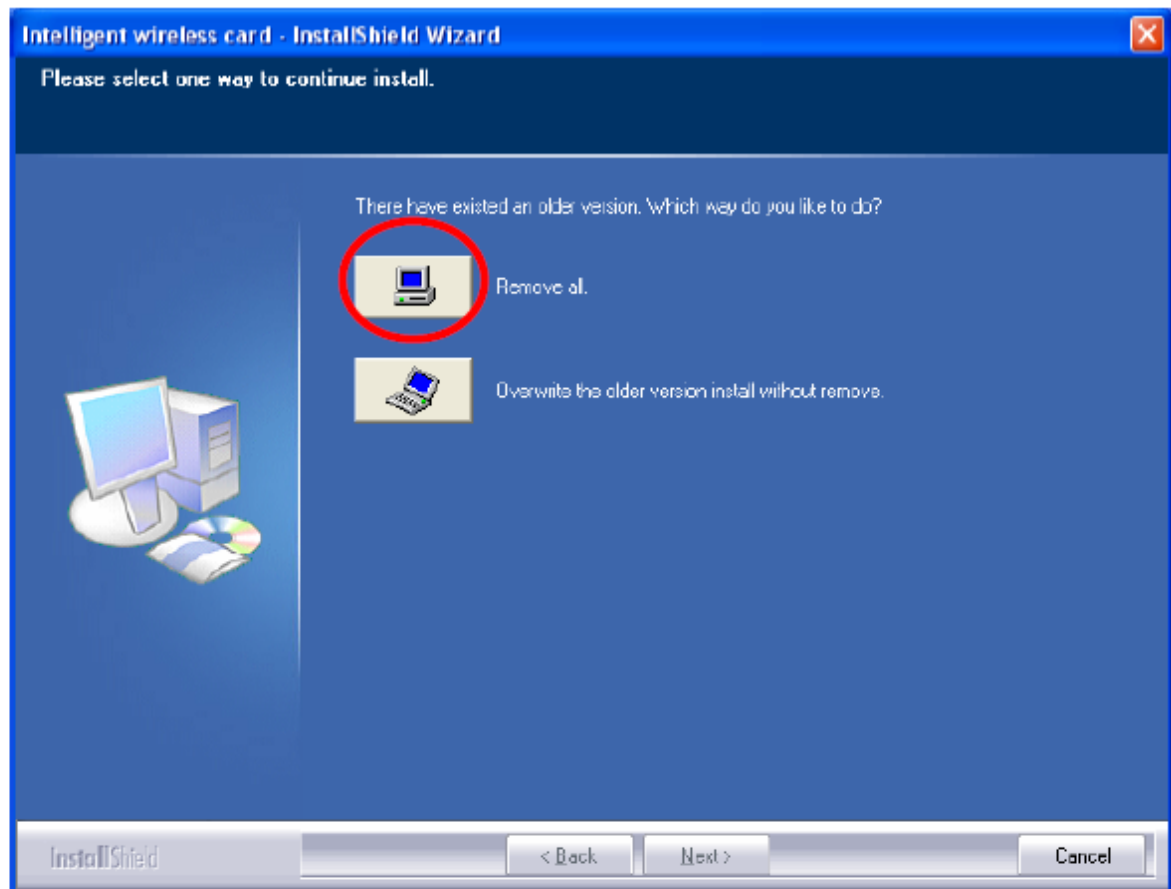 Intelligent wireless card - InstallShield Wizard
Please select one way to continue install.
There have existed an older version. Which way do you like to do?
Remove all.
Overwrite the older version install without remove.
InstallShield
< Back
Next >
Cancel